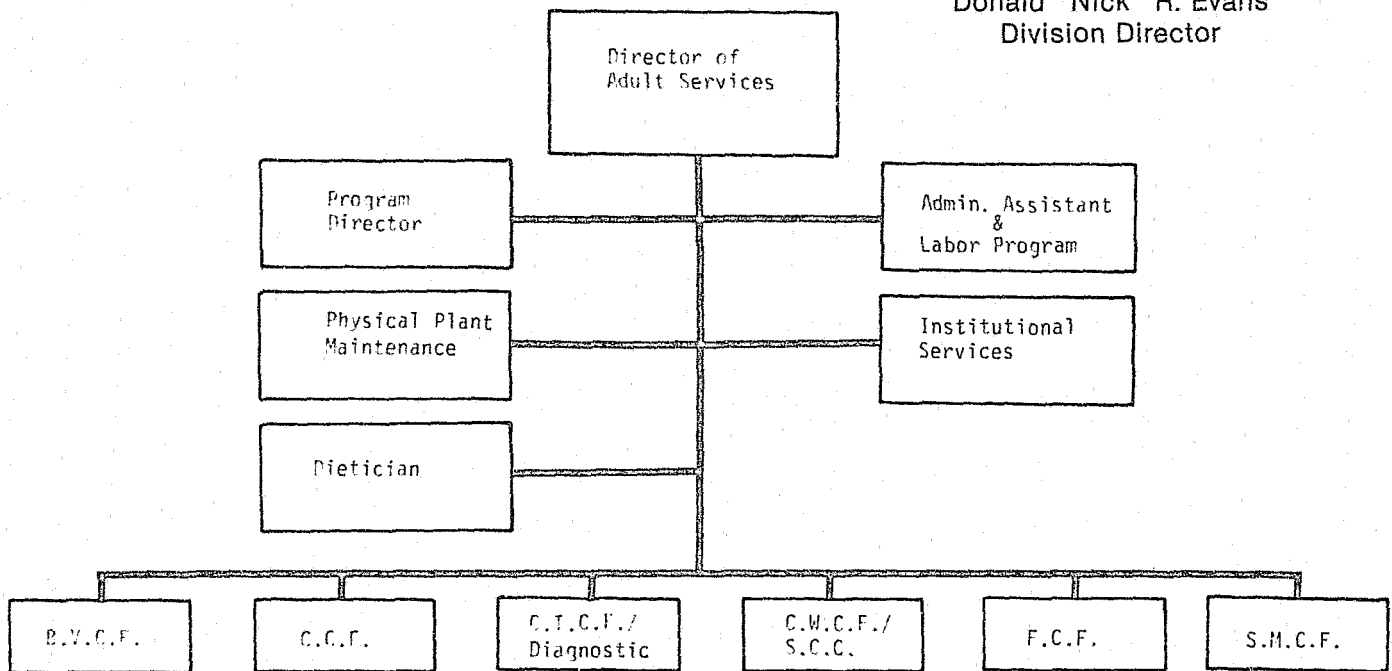 Donald "Nick" R. Evans
Division Director
Director of
Adult Services
Program
Director
Admin. Assistant
&
Labor Program
Physical Plant
Maintenance
Institutional
Services
Dietician
B.V.C.F.
C.C.F.
C.T.C.F./
Diagnostic
C.W.C.F./
S.C.C.
F.C.F.
S.M.C.F.